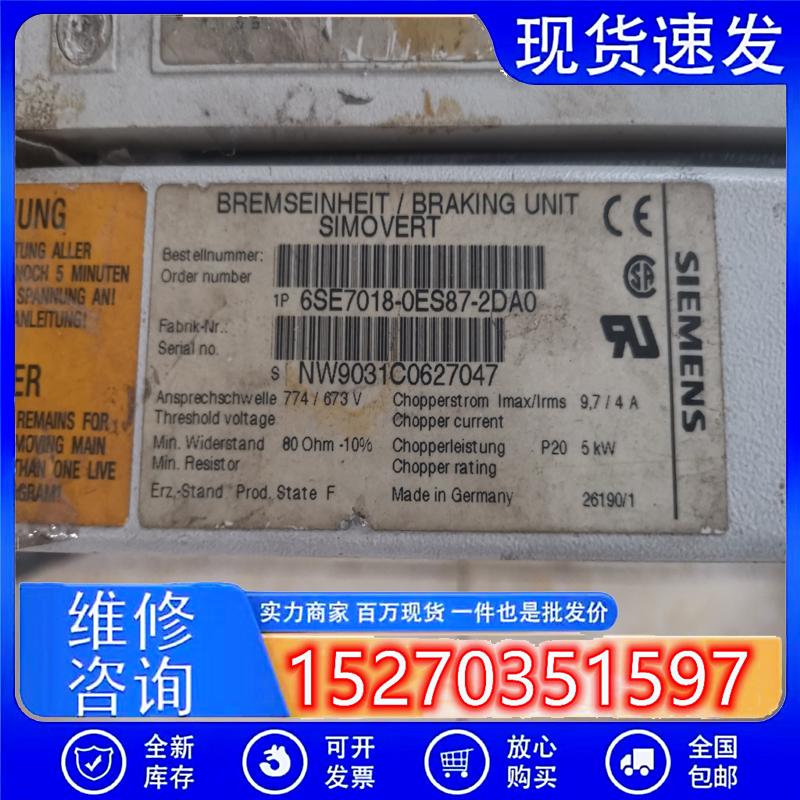 现货速发
BREMSEINHEIT / BRAKING UNIT
SIMOVERT
CE
SIEMENS
Bestellnummer:
Order number
1P 6SE7018-0ES87-2DA0
Fabrik-Nr.:
Serial no.
S NW9031C0627047
Ansprechschwelle 774 / 673 V
Threshold voltage
Chopperstrom Imax/Irms 9,7 / 4 A
Chopper current
Min. Widerstand 80 Ohm -10%
Min. Resistor
Chopperleistung P20 5 kW
Chopper rating
Erz.-Stand Prod. State F
Made in Germany 26190/1
UNG
TUNG ALLER
NOCH 5 MINUTEN
SPANNUNG AN!
ANLEITUNG!
ER
REMAINS FOR
MOVING MAIN
THAN ONE LIVE
GRAM!
维修
咨询
实力商家 百万现货 一件也是批发价
15270351597
全新
库存
可开
发票
放心
购买
全国
包邮